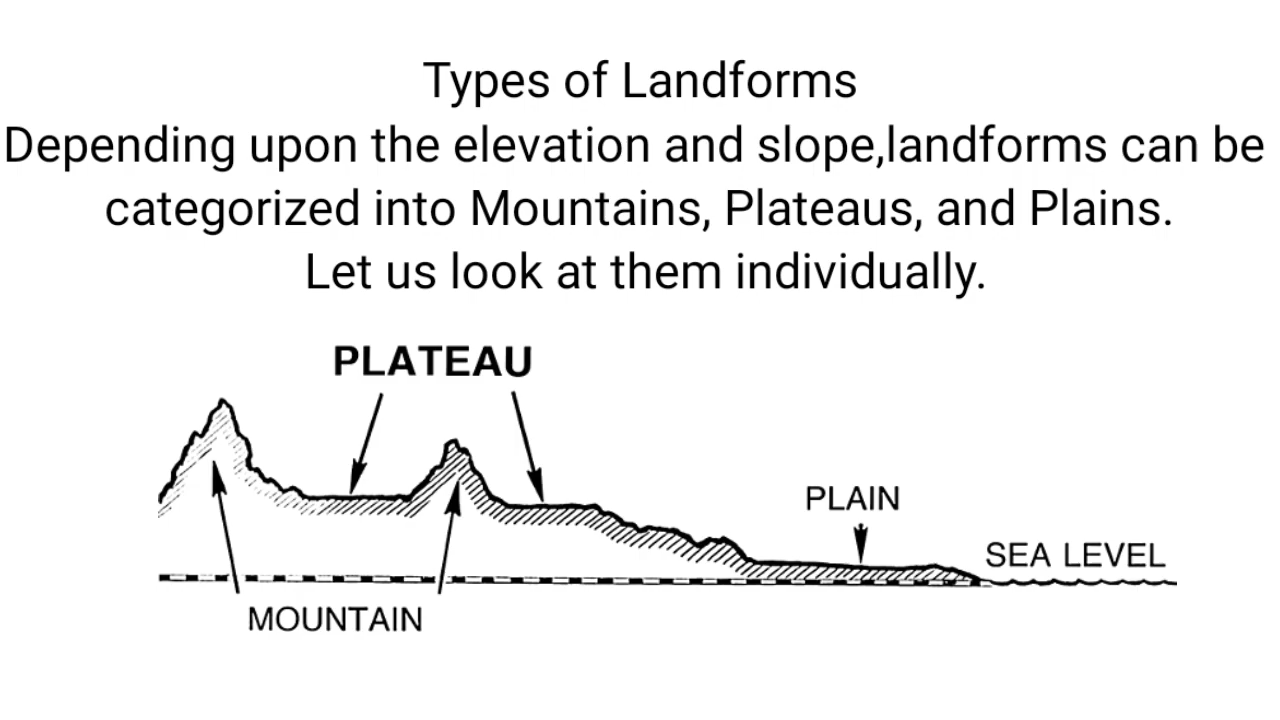 Types of Landforms
Depending upon the elevation and slope,landforms can be
categorized into Mountains, Plateaus, and Plains.
Let us look at them individually.
PLATEAU
PLAIN
SEA LEVEL
MOUNTAIN